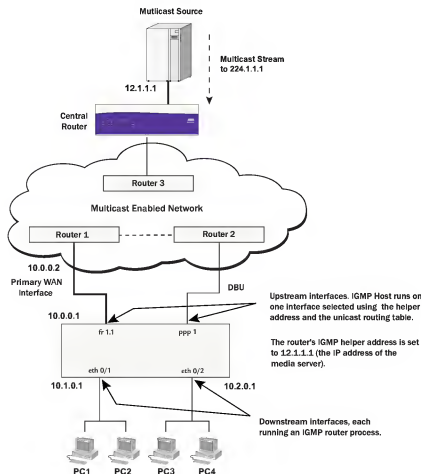 Mutlicast Source
Multicast Stream
to 224.1.1.1
12.1.1.1
Central
Router
Router 3
Multicast Enabled Network
Router 1
Router 2
10.0.0.2
Primary WAN
Interface
DBU
Upstream interfaces. IGMP Host runs on
one interface selected using the helper
address and the unicast routing table.
10.0.0.1
fr 1.1
ppp 1
The router's IGMP helper address is set
to 12.1.1.1 (the IP address of the
media server).
eth 0/1
eth 0/2
10.1.0.1
10.2.0.1
Downstream interfaces, each
running an IGMP router process.
PC1
PC2
PC3
PC4